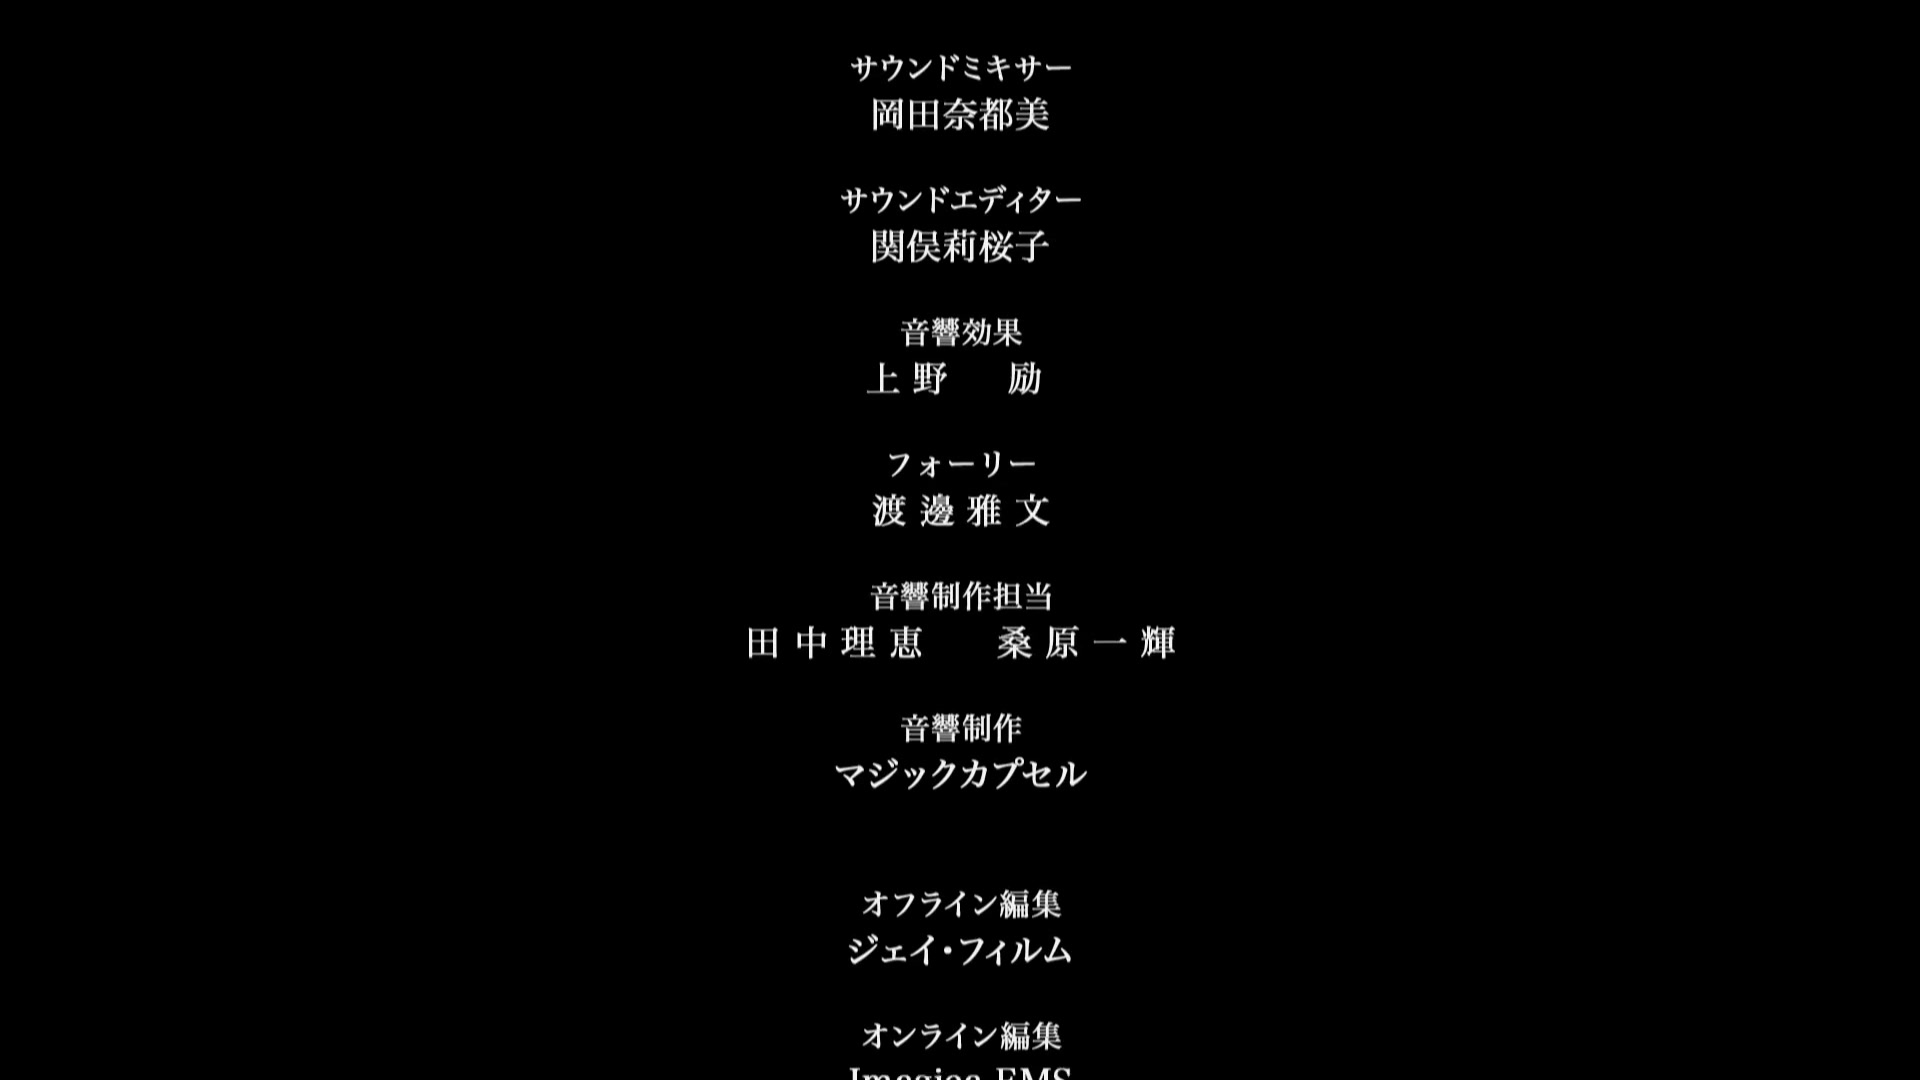 サウンドミキサー
岡田奈都美
サウンドエディター
関俣莉桜子
音響効果
上野 励
フォーリー
渡邊雅文
音響制作担当
田中理恵 桑原一輝
音響制作
マジックカプセル
オフライン編集
ジェイ・フィルム
オンライン編集
Imagica EMS